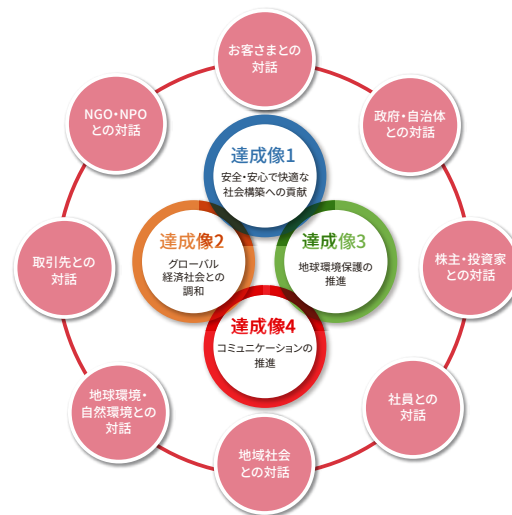 お客さまとの
対話
NGO・NPO
との対話
政府・自治体
との対話
達成像1
安全・安心で快適な
社会構築への貢献
取引先との
対話
達成像2
グローバル
経済社会との
調和
達成像3
地球環境保護の
推進
株主・投資家
との対話
達成像4
コミュニケーションの
推進
地球環境・
自然環境との
対話
社員との
対話
地域社会
との対話